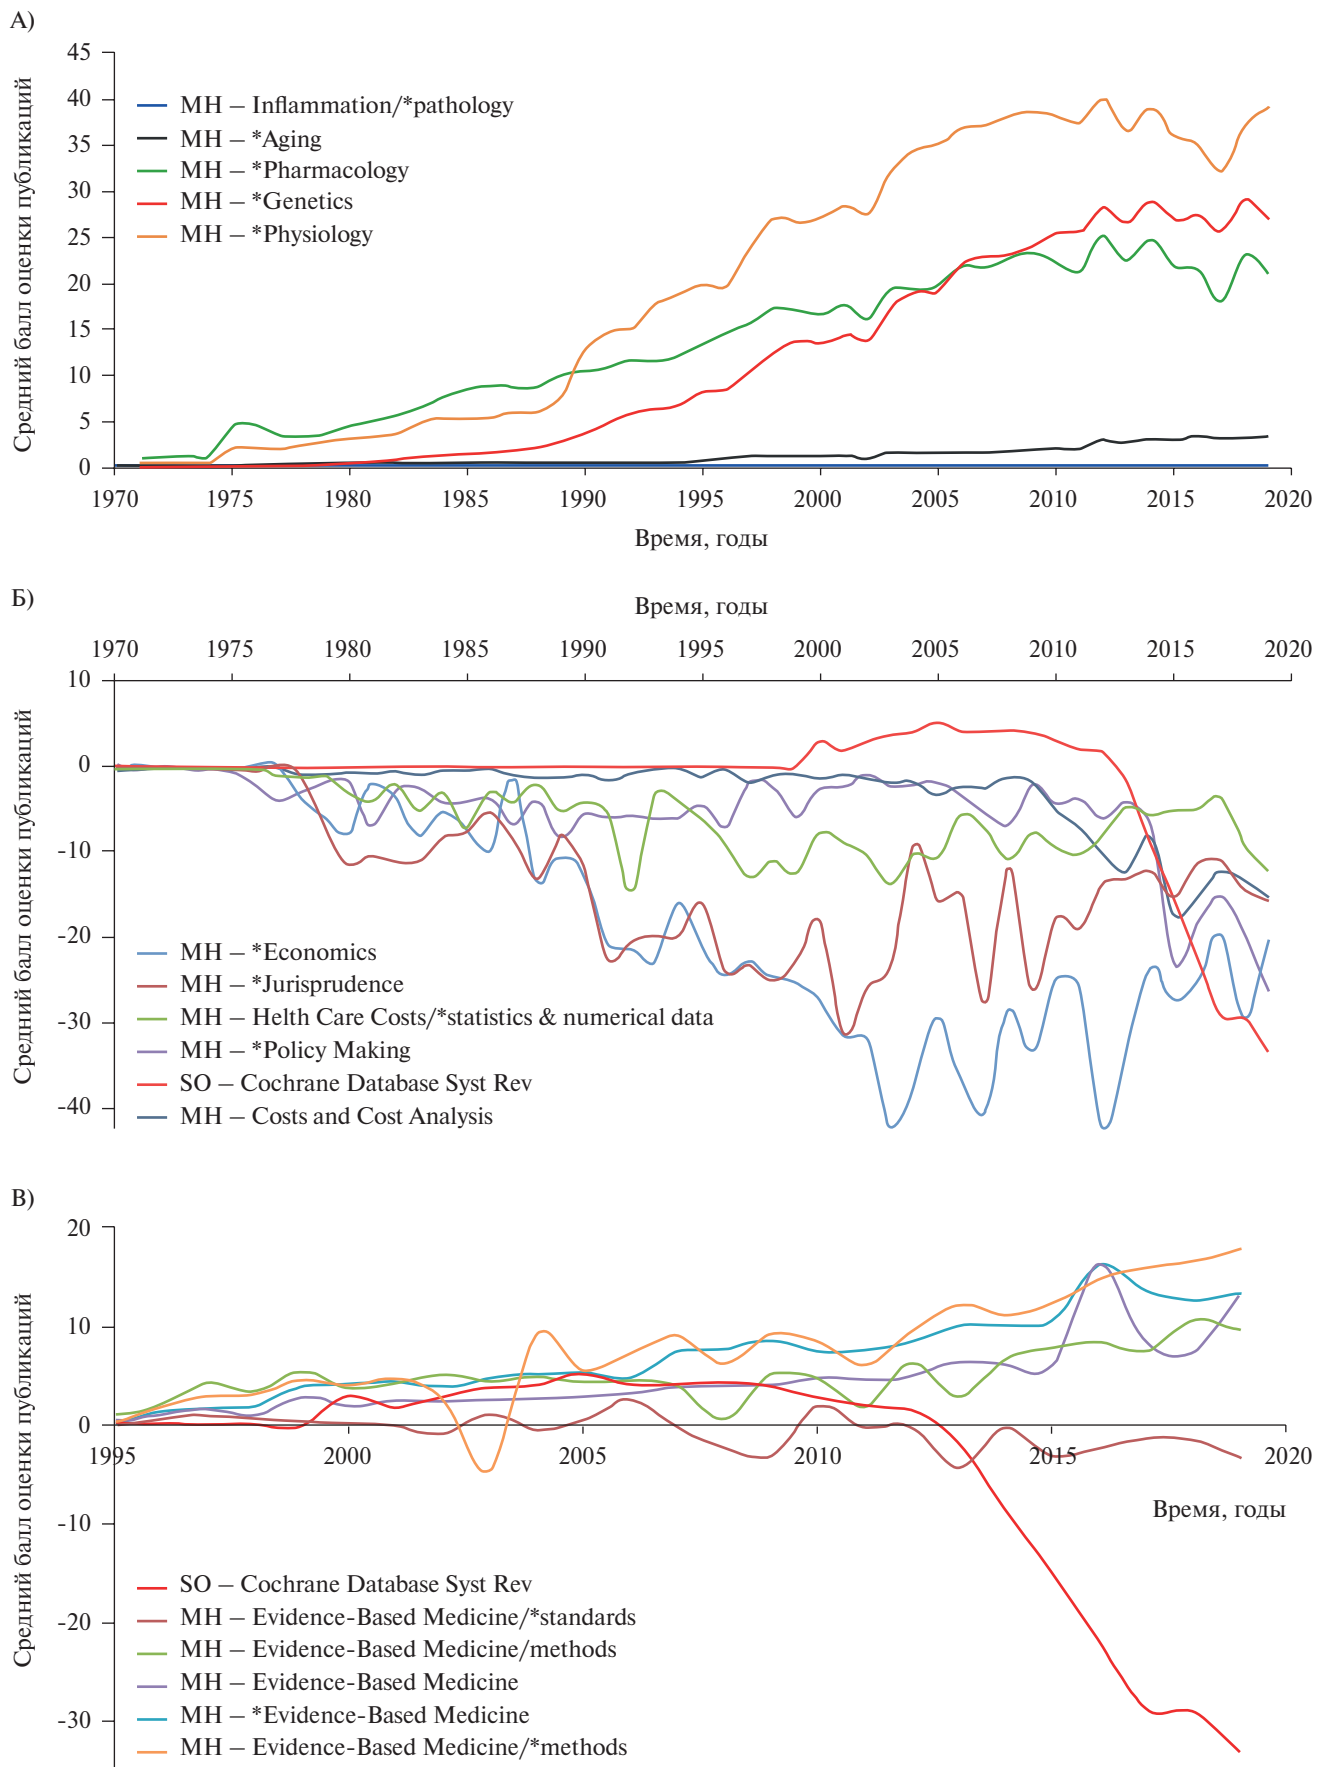 А)
Средний балл оценки публикаций
45
40
35
30
25
20
15
10
5
0
MH – Inflammation/*pathology
MH – *Aging
MH – *Pharmacology
MH – *Genetics
MH – *Physiology
1970 1975 1980 1985 1990 1995 2000 2005 2010 2015 2020
Время, годы
Б)
Время, годы
1970 1975 1980 1985 1990 1995 2000 2005 2010 2015 2020
Средний балл оценки публикаций
10
0
-10
-20
-30
-40
MH – *Economics
MH – *Jurisprudence
MH – Helth Care Costs/*statistics & numerical data
MH – *Policy Making
SO – Cochrane Database Syst Rev
MH – Costs and Cost Analysis
В)
Средний балл оценки публикаций
20
10
0
-10
-20
-30
1995 2000 2005 2010 2015 2020
Время, годы
SO – Cochrane Database Syst Rev
MH – Evidence-Based Medicine/*standards
MH – Evidence-Based Medicine/methods
MH – Evidence-Based Medicine
MH – *Evidence-Based Medicine
MH – Evidence-Based Medicine/*methods